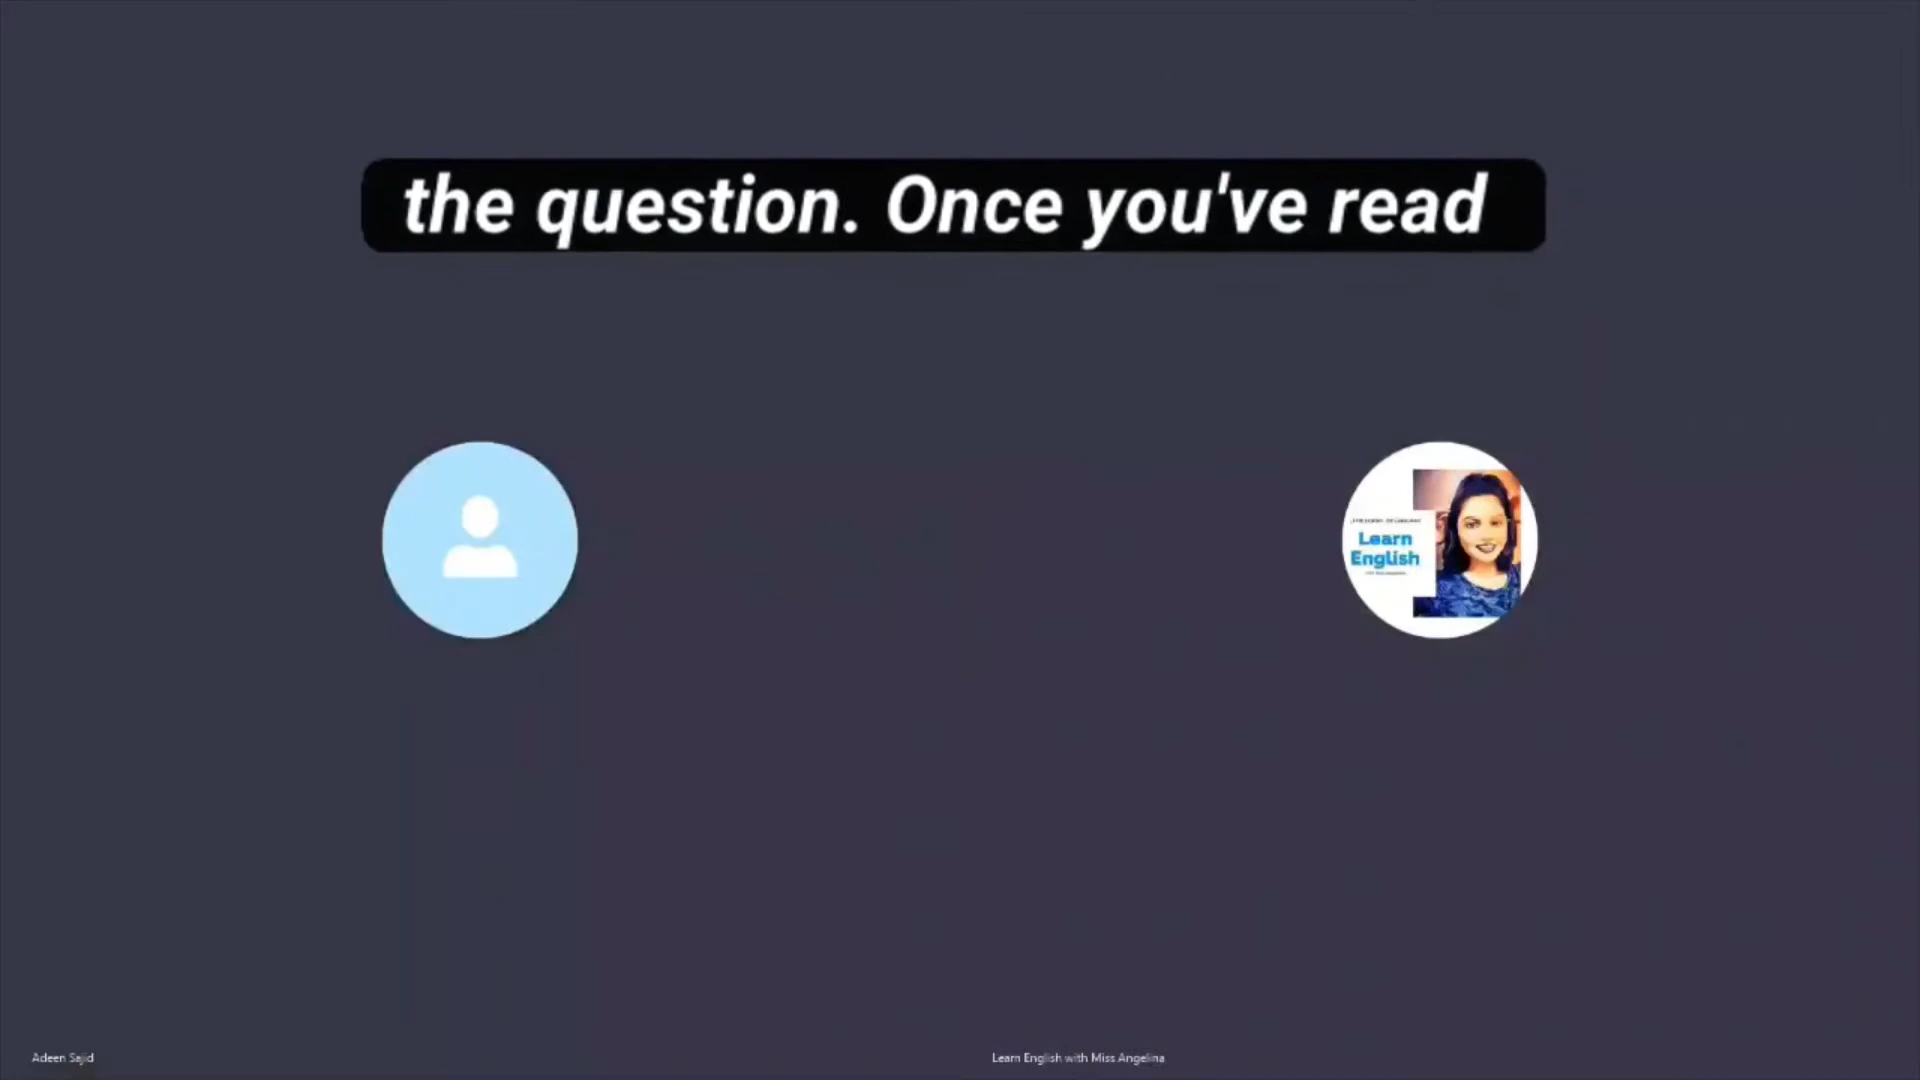 the question. Once you've read
Learn
English
Adeen Sajid
Learn English with Miss Angelina